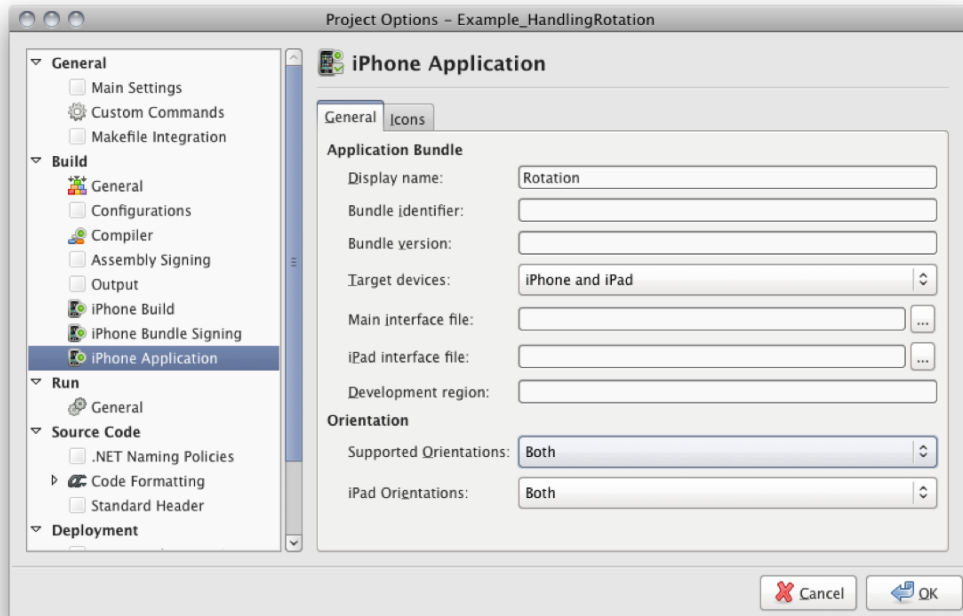 Project Options – Example_HandlingRotation
General
Main Settings
Custom Commands
Makefile Integration
Build
General
Configurations
Compiler
Assembly Signing
Output
iPhone Build
iPhone Bundle Signing
iPhone Application
Run
General
Source Code
.NET Naming Policies
Code Formatting
Standard Header
Deployment
iPhone Application
General Icons
Application Bundle
Display name: Rotation
Bundle identifier:
Bundle version:
Target devices: iPhone and iPad
Main interface file: ...
iPad interface file: ...
Development region:
Orientation
Supported Orientations: Both
iPad Orientations: Both
Cancel OK